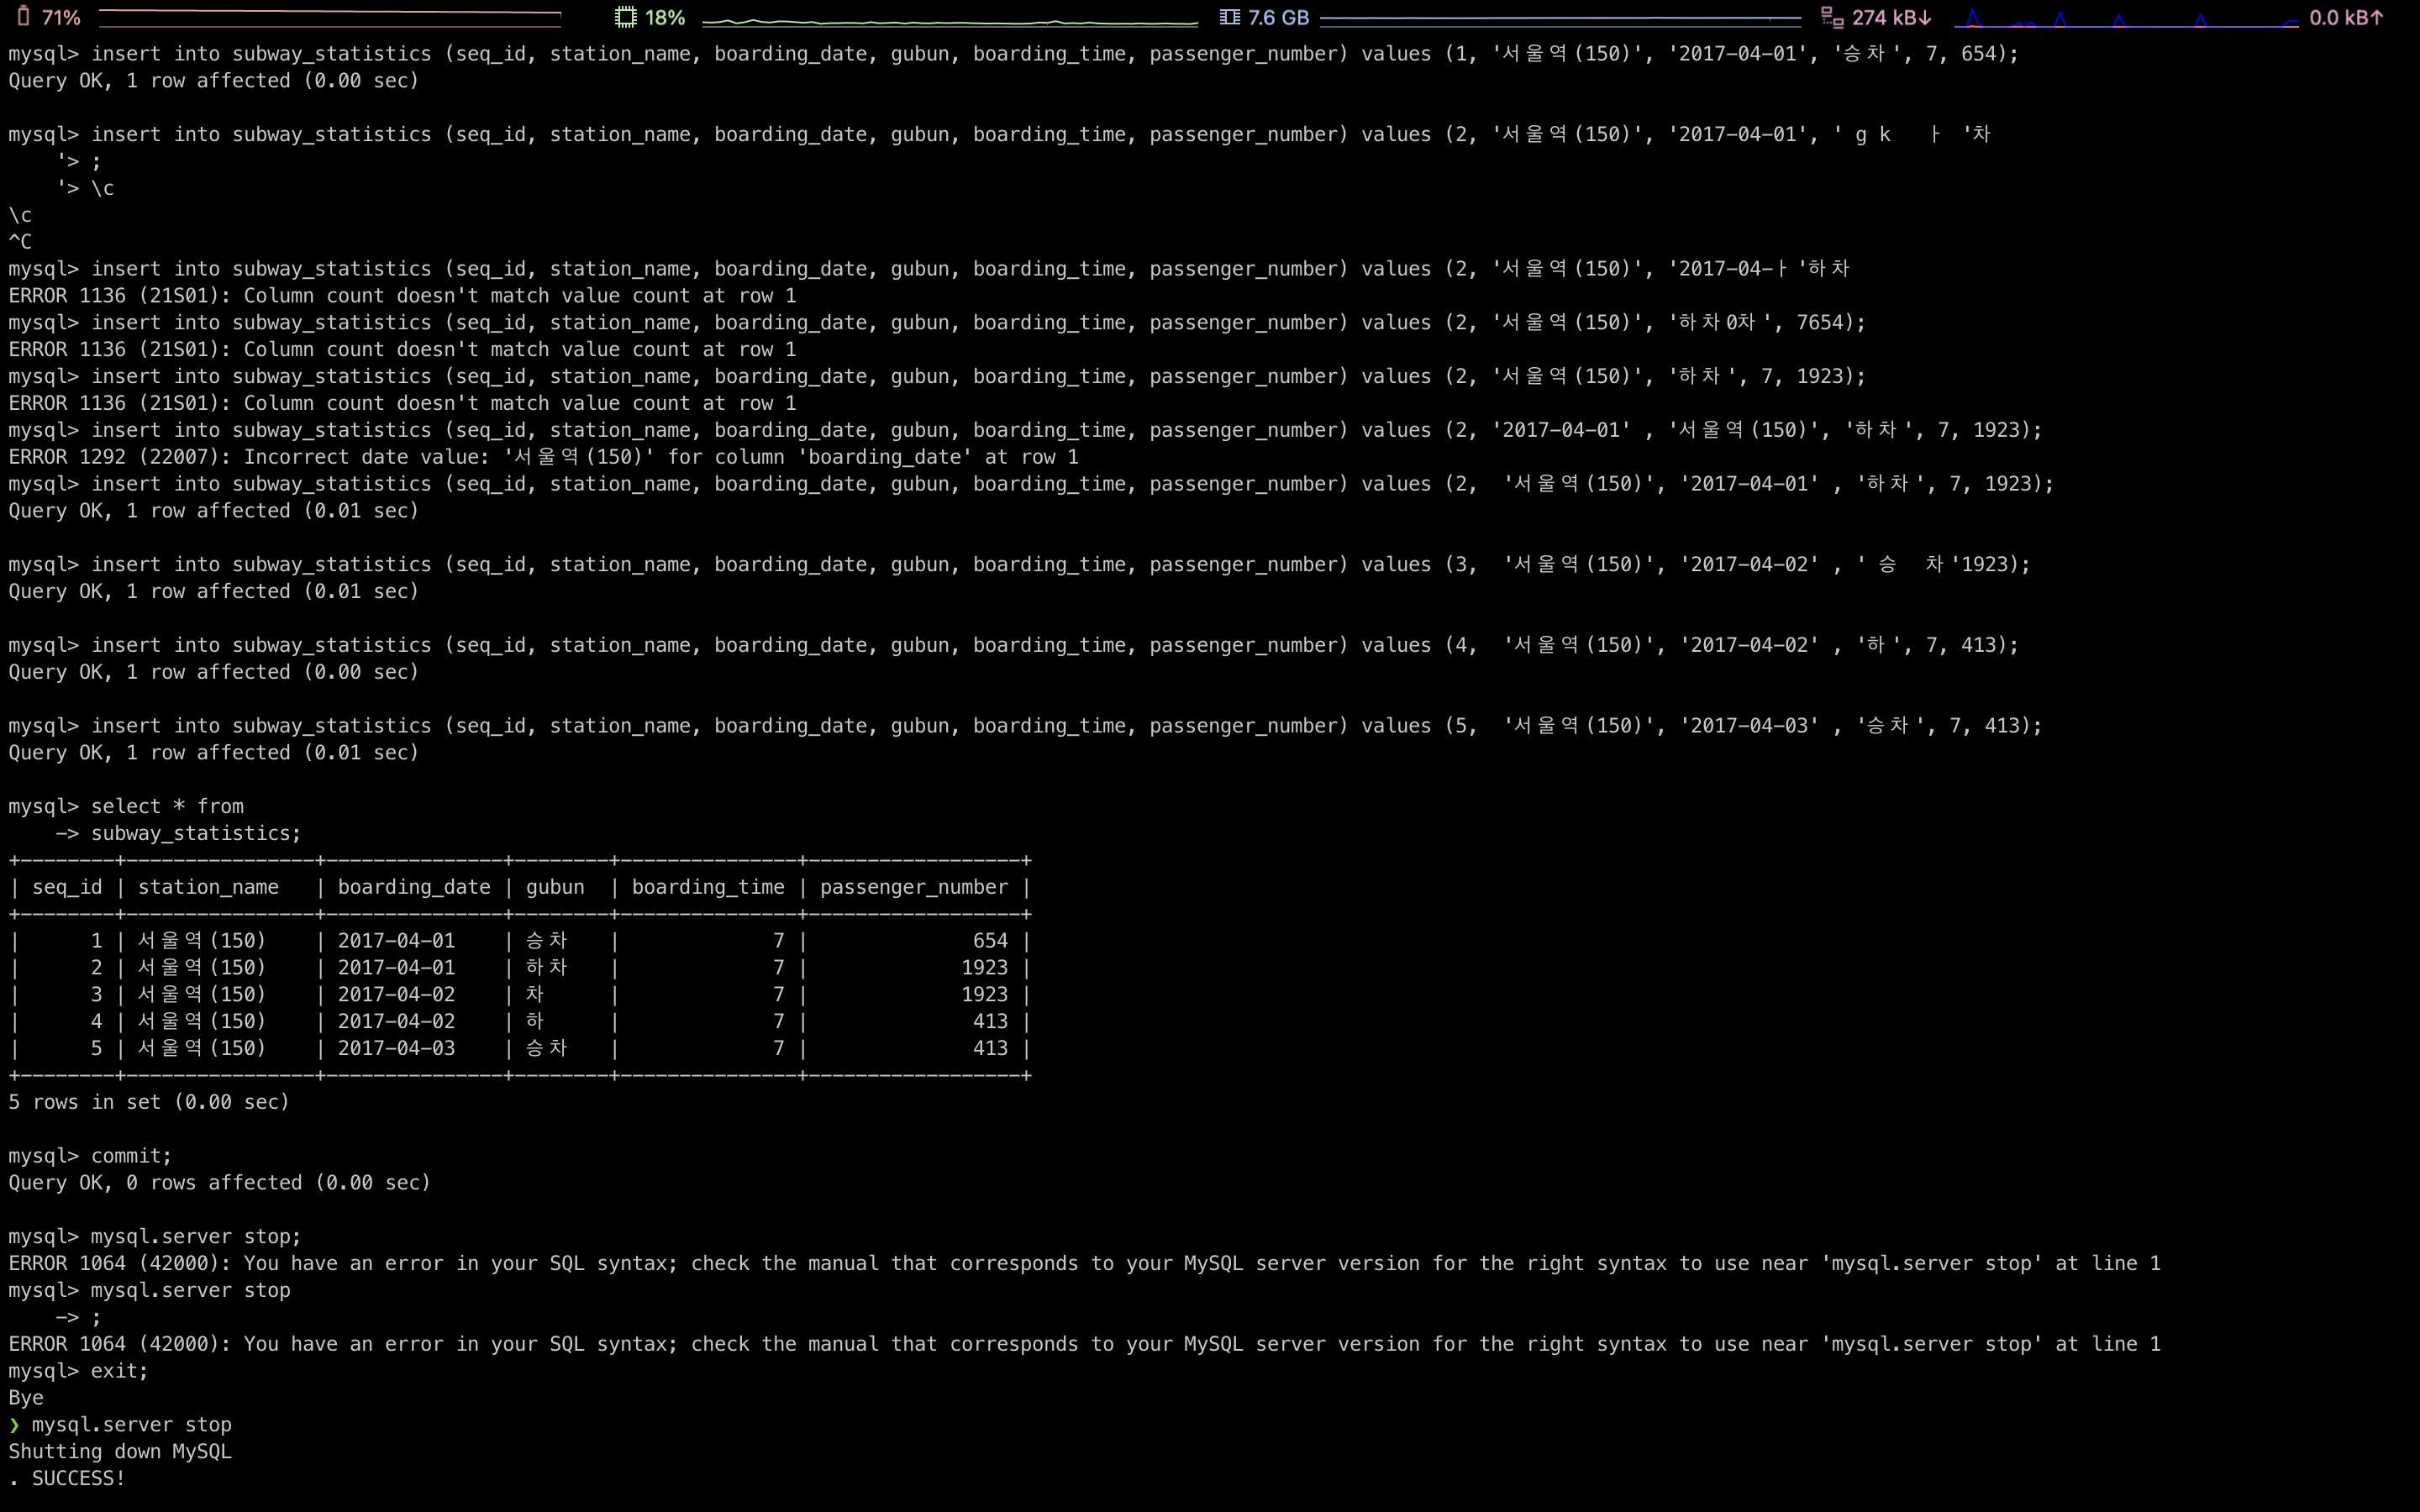 71% 18% 7.6 GB 274 kB↓ 0.0 kB↑
mysql> insert into subway_statistics (seq_id, station_name, boarding_date, gubun, boarding_time, passenger_number) values (1, '서울역(150)', '2017-04-01', '승차', 7, 654);
Query OK, 1 row affected (0.00 sec)
mysql> insert into subway_statistics (seq_id, station_name, boarding_date, gubun, boarding_time, passenger_number) values (2, '서울역(150)', '2017-04-01', ' g k ㅏ '차
'> ;
'> \c
\c
^C
mysql> insert into subway_statistics (seq_id, station_name, boarding_date, gubun, boarding_time, passenger_number) values (2, '서울역(150)', '2017-04-ㅏ'하차
ERROR 1136 (21S01): Column count doesn't match value count at row 1
mysql> insert into subway_statistics (seq_id, station_name, boarding_date, gubun, boarding_time, passenger_number) values (2, '서울역(150)', '하차0차', 7654);
ERROR 1136 (21S01): Column count doesn't match value count at row 1
mysql> insert into subway_statistics (seq_id, station_name, boarding_date, gubun, boarding_time, passenger_number) values (2, '서울역(150)', '하차', 7, 1923);
ERROR 1136 (21S01): Column count doesn't match value count at row 1
mysql> insert into subway_statistics (seq_id, station_name, boarding_date, gubun, boarding_time, passenger_number) values (2, '2017-04-01' , '서울역(150)', '하차', 7, 1923);
ERROR 1292 (22007): Incorrect date value: '서울역(150)' for column 'boarding_date' at row 1
mysql> insert into subway_statistics (seq_id, station_name, boarding_date, gubun, boarding_time, passenger_number) values (2,  '서울역(150)', '2017-04-01' , '하차', 7, 1923);
Query OK, 1 row affected (0.01 sec)
mysql> insert into subway_statistics (seq_id, station_name, boarding_date, gubun, boarding_time, passenger_number) values (3,  '서울역(150)', '2017-04-02' , ' 승  차'1923);
Query OK, 1 row affected (0.01 sec)
mysql> insert into subway_statistics (seq_id, station_name, boarding_date, gubun, boarding_time, passenger_number) values (4,  '서울역(150)', '2017-04-02' , '하', 7, 413);
Query OK, 1 row affected (0.00 sec)
mysql> insert into subway_statistics (seq_id, station_name, boarding_date, gubun, boarding_time, passenger_number) values (5,  '서울역(150)', '2017-04-03' , '승차', 7, 413);
Query OK, 1 row affected (0.01 sec)
mysql> select * from
-> subway_statistics;
+--------+----------------+---------------+--------+---------------+------------------+
| seq_id | station_name   | boarding_date | gubun  | boarding_time | passenger_number |
+--------+----------------+---------------+--------+---------------+------------------+
|      1 | 서울역(150)    | 2017-04-01    | 승차   |             7 |              654 |
|      2 | 서울역(150)    | 2017-04-01    | 하차   |             7 |             1923 |
|      3 | 서울역(150)    | 2017-04-02    | 차     |             7 |             1923 |
|      4 | 서울역(150)    | 2017-04-02    | 하     |             7 |              413 |
|      5 | 서울역(150)    | 2017-04-03    | 승차   |             7 |              413 |
+--------+----------------+---------------+--------+---------------+------------------+
5 rows in set (0.00 sec)
mysql> commit;
Query OK, 0 rows affected (0.00 sec)
mysql> mysql.server stop;
ERROR 1064 (42000): You have an error in your SQL syntax; check the manual that corresponds to your MySQL server version for the right syntax to use near 'mysql.server stop' at line 1
mysql> mysql.server stop
-> ;
ERROR 1064 (42000): You have an error in your SQL syntax; check the manual that corresponds to your MySQL server version for the right syntax to use near 'mysql.server stop' at line 1
mysql> exit;
Bye
❯ mysql.server stop
Shutting down MySQL
. SUCCESS!